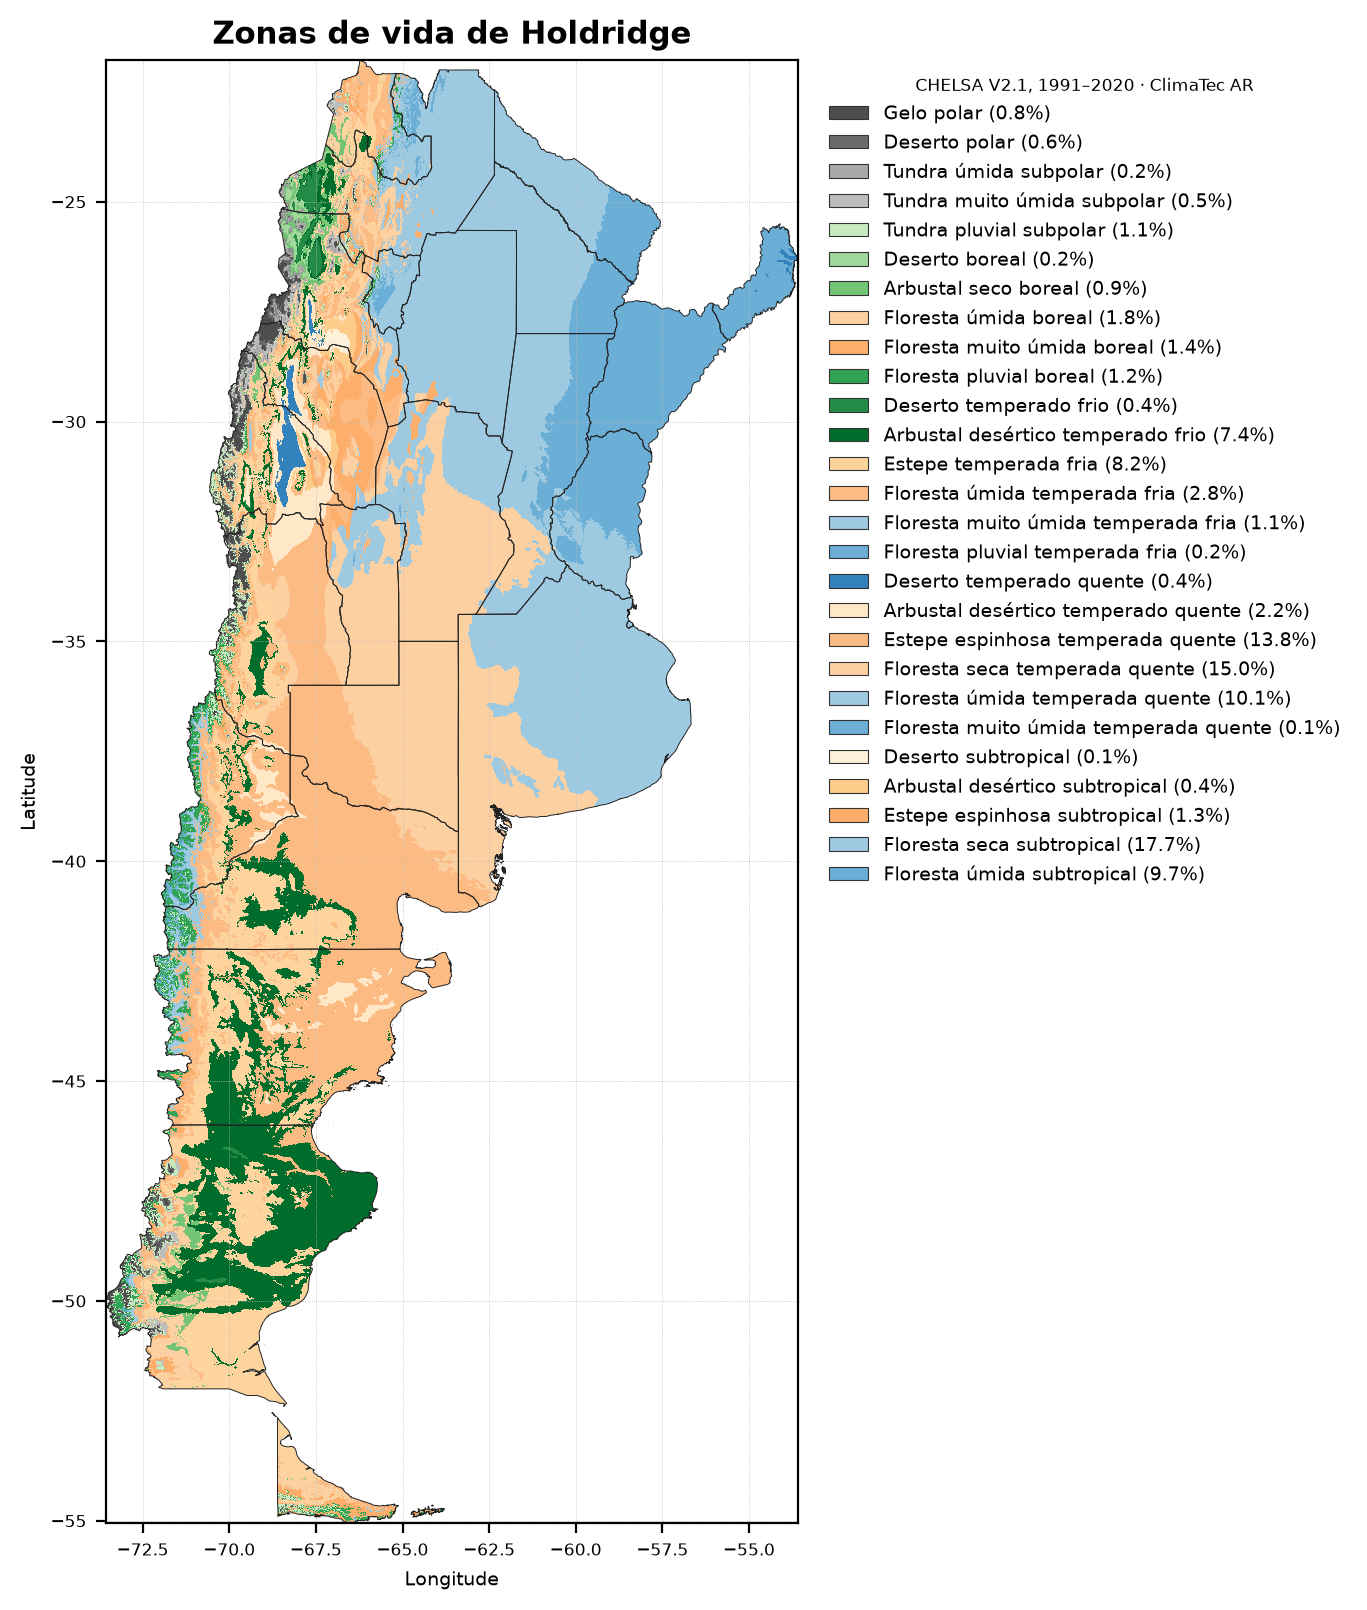 Zonas de vida de Holdridge
CHELSA V2.1, 1991–2020 · ClimaTec AR
Gelo polar (0.8%)
Deserto polar (0.6%)
Tundra úmida subpolar (0.2%)
Tundra muito úmida subpolar (0.5%)
Tundra pluvial subpolar (1.1%)
Deserto boreal (0.2%)
Arbustal seco boreal (0.9%)
Floresta úmida boreal (1.8%)
Floresta muito úmida boreal (1.4%)
Floresta pluvial boreal (1.2%)
Deserto temperado frio (0.4%)
Arbustal desértico temperado frio (7.4%)
Estepe temperada fria (8.2%)
Floresta úmida temperada fria (2.8%)
Floresta muito úmida temperada fria (1.1%)
Floresta pluvial temperada fria (0.2%)
Deserto temperado quente (0.4%)
Arbustal desértico temperado quente (2.2%)
Estepe espinhosa temperada quente (13.8%)
Floresta seca temperada quente (15.0%)
Floresta úmida temperada quente (10.1%)
Floresta muito úmida temperada quente (0.1%)
Deserto subtropical (0.1%)
Arbustal desértico subtropical (0.4%)
Estepe espinhosa subtropical (1.3%)
Floresta seca subtropical (17.7%)
Floresta úmida subtropical (9.7%)
Latitude
−25
−30
−35
−40
−45
−50
−55
−72.5 −70.0 −67.5 −65.0 −62.5 −60.0 −57.5 −55.0
Longitude